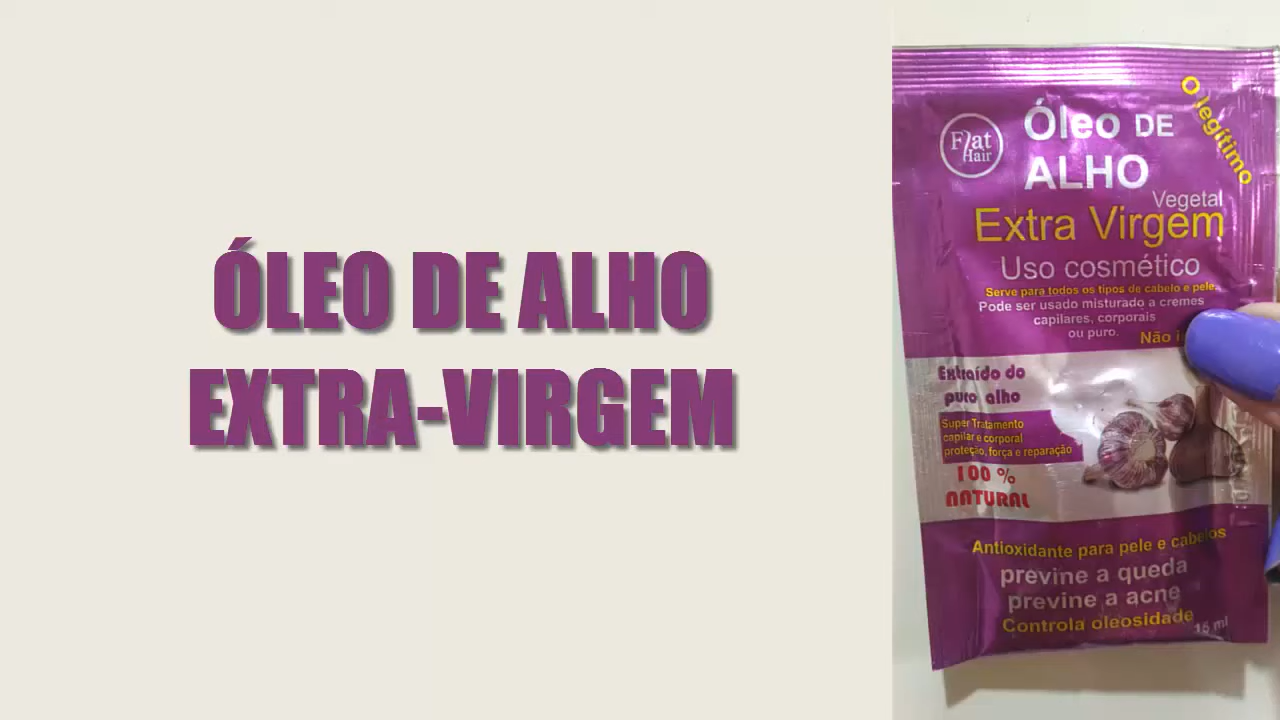 ÓLEO DE ALHO
EXTRA-VIRGEM
O legítimo
Flat
Hair
Óleo DE
ALHO
Vegetal
Extra Virgem
Uso cosmético
Serve para todos os tipos de cabelo e pele.
Pode ser usado misturado a cremes
capilares, corporais
ou puro.
Não
Extraído do
puro alho
Super Tratamento
capilar e corporal
proteção, força e reparação
100 %
NATURAL
Antioxidante para pele e cabelos
previne a queda
previne a acne
Controla oleosidade
15 ml